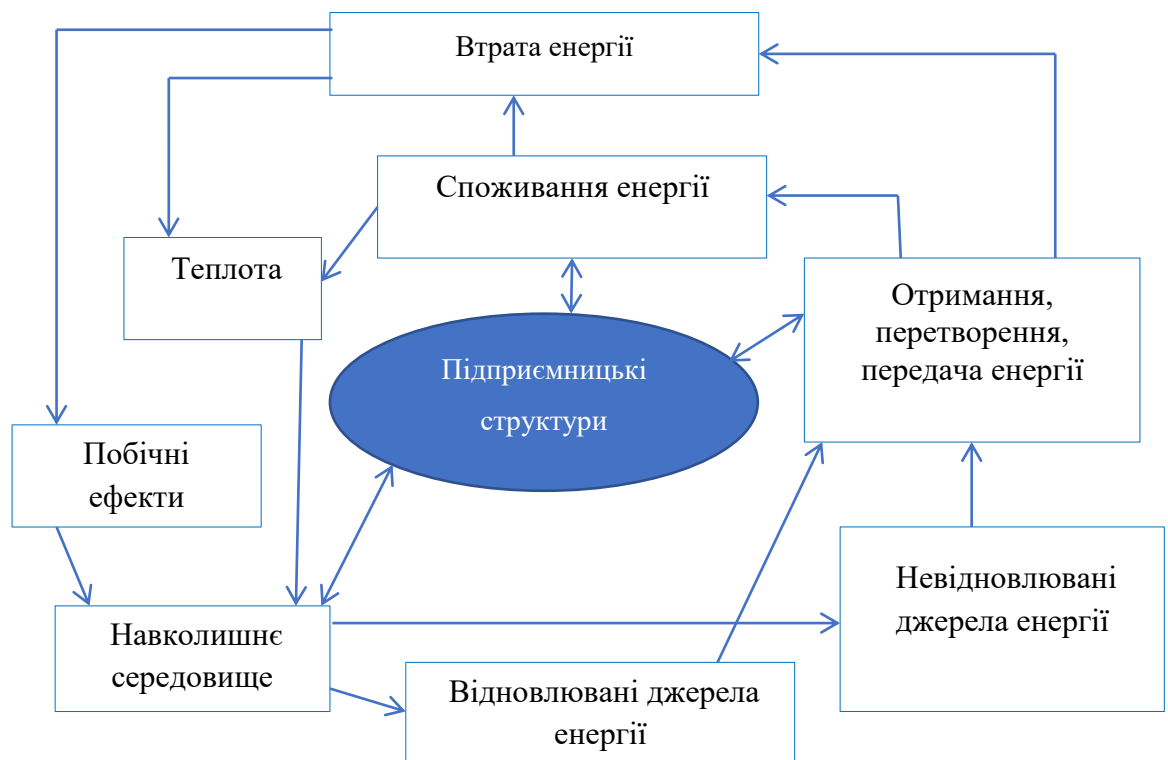 Втрата енергії
Споживання енергії
Теплота
Отримання,
перетворення,
передача енергії
Підприємницькі
структури
Побічні
ефекти
Невідновлювані
джерела енергії
Навколишнє
середовище
Відновлювані джерела
енергії